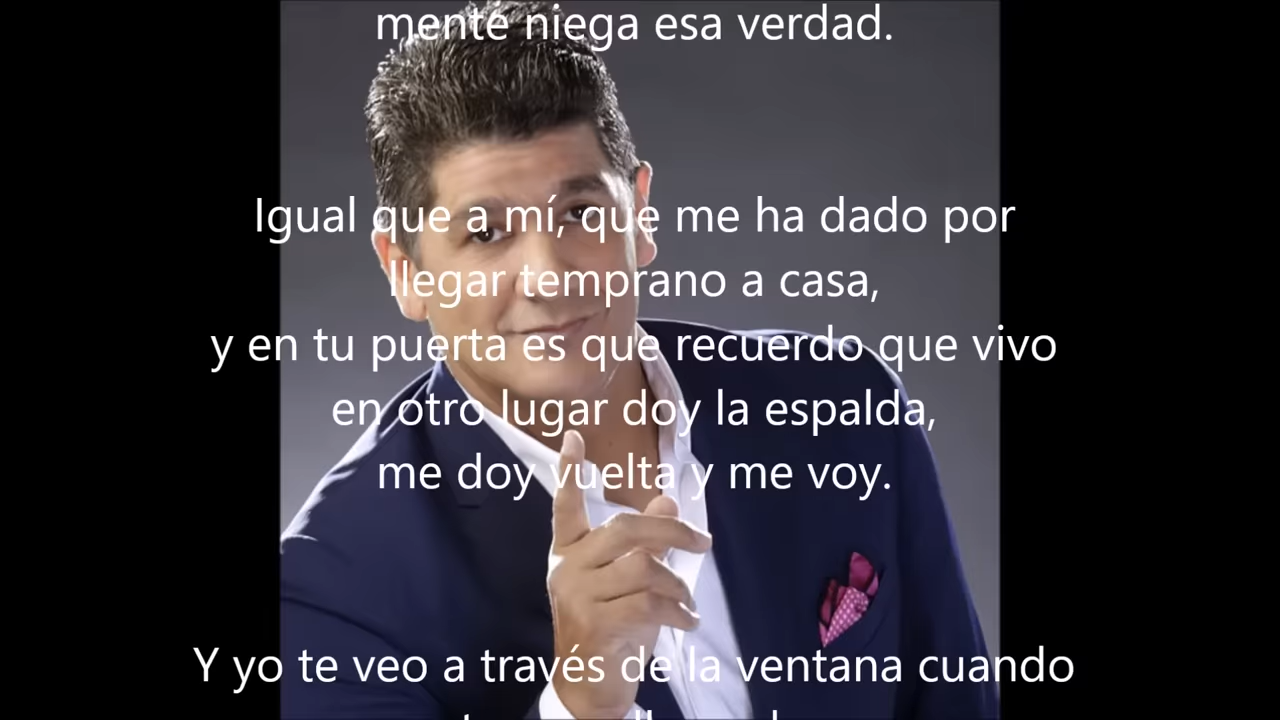 mente niega esa verdad.
Igual que a mí, que me ha dado por
llegar temprano a casa,
y en tu puerta es que recuerdo que vivo
en otro lugar doy la espalda,
me doy vuelta y me voy.
Y yo te veo a través de la ventana cuando